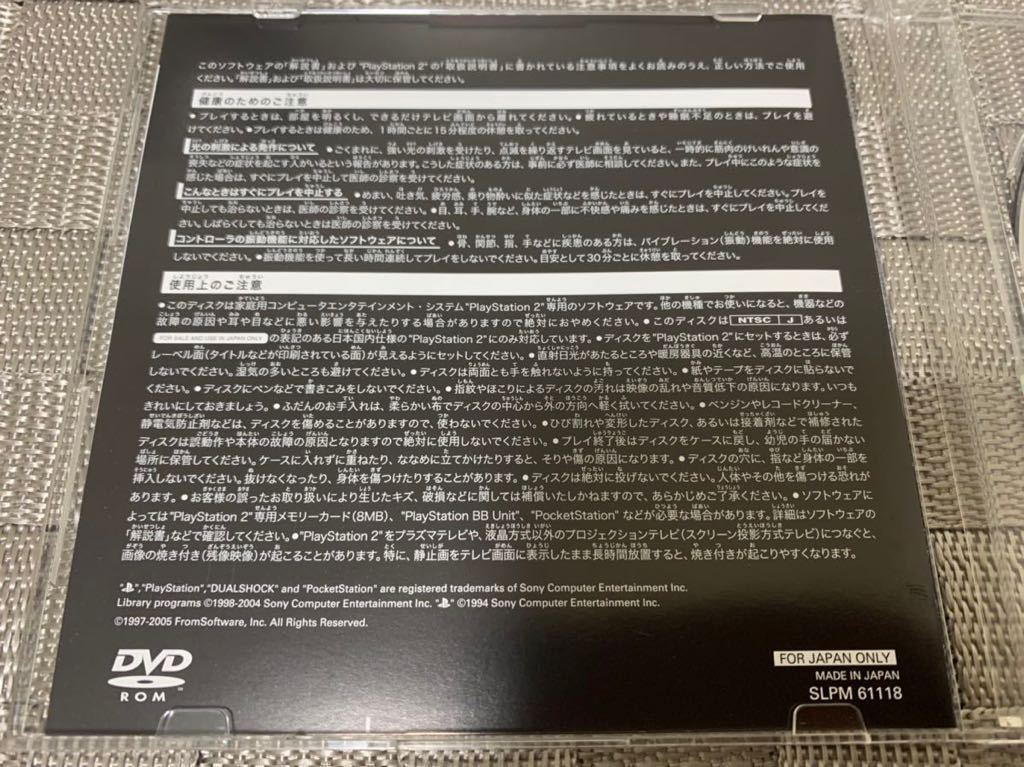 このソフトウェアの「解説書」および "PlayStation 2" の「取扱説明書」に書かれている注意事項をよくお読みのうえ、正しい方法でご使用
ください。「解説書」および「取扱説明書」は大切に保管してください。
健康のためのご注意
●プレイするときは、部屋を明るくし、できるだけテレビ画面から離れてください。●疲れているときや睡眠不足のときは、プレイを避
けてください。●プレイするときは健康のため、1時間ごとに15分程度の休憩を取ってください。
光の刺激による発作について ●ごくまれに、強い光の刺激を受けたり、点滅を繰り返すテレビ画面を見ていると、一時的に筋肉のけいれんや意識の
喪失などの症状を起こす人がいるという報告があります。こうした症状のある方は、事前に必ず医師に相談してください。また、プレイ中にこのような症状を
感じた場合は、すぐにプレイを中止して医師の診察を受けてください。
こんなときはすぐにプレイを中止する ●めまい、吐き気、疲労感、乗り物酔いに似た症状などを感じたときは、すぐにプレイを中止してください。プレイを
中止しても治らないときは、医師の診察を受けてください。●目、耳、手、腕など、身体の一部に不快感や痛みを感じたときは、すぐにプレイを中止してくだ
さい。しばらくしても治らないときは、医師の診察を受けてください。
コントローラの振動機能に対応したソフトウェアについて ●骨、関節、指、手などに疾患のある方は、バイブレーション(振動)機能を絶対に使用
しないでください。●振動機能を使って長い時間連続してプレイをしないでください。目安として30分ごとに休憩を取ってください。
使用上のご注意
●このディスクは家庭用コンピュータエンタテインメント・システム"PlayStation 2"専用のソフトウェアです。他の機種でお使いになると、機器などの
故障の原因や耳や目などに悪い影響を与えたりする場合がありますので絶対におやめください。●このディスクは NTSC J あるいは
FOR SALE AND USE IN JAPAN ONLY の表記のある日本国内仕様の"PlayStation 2"にのみ対応しています。●ディスクを"PlayStation 2"にセットするときは、必ず
レーベル面(タイトルなどが印刷されている面)が見えるようにセットしてください。●直射日光があたるところや暖房器具の近くなど、高温のところに保管
しないでください。湿気の多いところも避けてください。●ディスクは両面とも手を触れないように持ってください。●紙やテープをディスクに貼らないで
ください。●ディスクにペンなどで書きこみをしないでください。●指紋やほこりによるディスクの汚れは映像の乱れや音質低下の原因になります。いつも
きれいにしておきましょう。●ふだんのお手入れは、柔らかい布でディスクの中心から外の方向へ軽く拭いてください。●ベンジンやレコードクリーナー、
静電気防止剤などは、ディスクを傷めることがありますので、使わないでください。●ひび割れや変形したディスク、あるいは接着剤などで補修された
ディスクは誤動作や本体の故障の原因となりますので絶対に使用しないでください。●プレイ終了後はディスクをケースに戻し、幼児の手の届かない
場所に保管してください。ケースに入れずに重ねたり、ななめに立てかけたりすると、そりや傷の原因になります。●ディスクの穴に、指など身体の一部を
挿入しないでください。抜けなくなったり、身体を傷つけたりすることがあります。●ディスクは絶対に投げないでください。人体やその他を傷つける恐れが
あります。●お客様の誤ったお取り扱いにより生じたキズ、破損などに関しては補償いたしかねますので、あらかじめご了承ください。●ソフトウェアに
よっては"PlayStation 2"専用メモリーカード(8MB)、"PlayStation BB Unit"、"PocketStation" などが必要な場合があります。詳細はソフトウェアの
「解説書」などで確認してください。●"PlayStation 2"をプラズマテレビや、液晶方式以外のプロジェクションテレビ(スクリーン投影方式テレビ)につなぐと、
画像の焼き付き(残像映像)が起こることがあります。特に、静止画をテレビ画面に表示したまま長時間放置すると、焼き付きが起こりやすくなります。
" ","PlayStation","DUALSHOCK" and "PocketStation" are registered trademarks of Sony Computer Entertainment Inc.
Library programs ©1998-2004 Sony Computer Entertainment Inc. " " ©1994 Sony Computer Entertainment Inc.
©1997-2005 FromSoftware, Inc. All Rights Reserved.
DVD
ROM
FOR JAPAN ONLY
MADE IN JAPAN
SLPM 61118